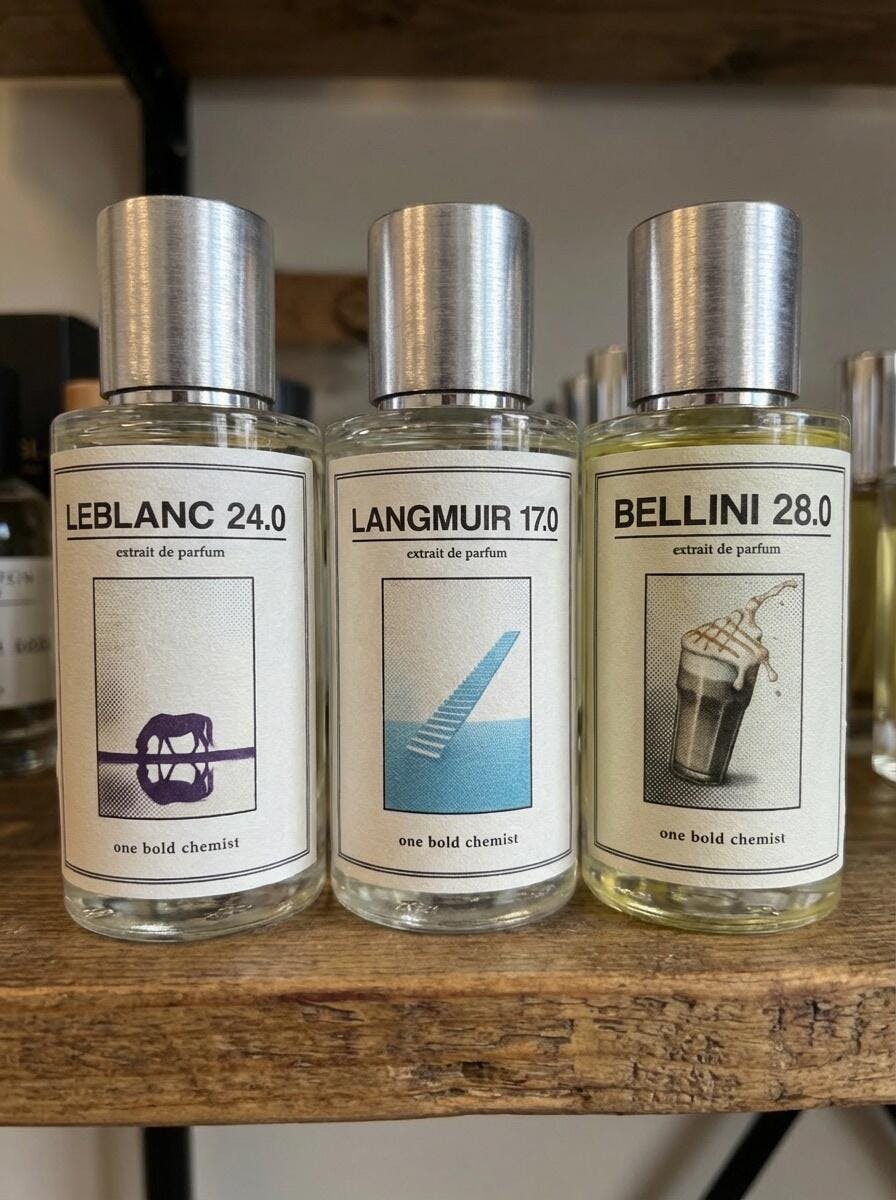 LEBLANC 24.0
extrait de parfum
one bold chemist
LANGMUIR 17.0
extrait de parfum
one bold chemist
BELLINI 28.0
extrait de parfum
one bold chemist